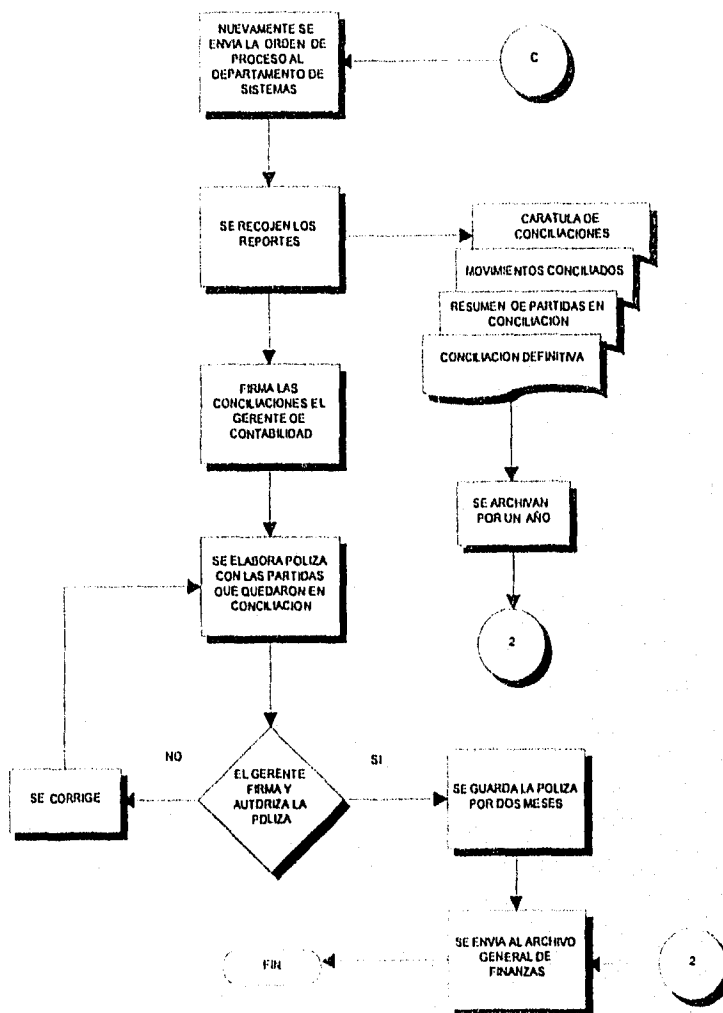 NUEVAMENTE SE
ENVIA LA ORDEN DE
PROCESO AL
DEPARTAMENTO DE
SISTEMAS
C
SE RECOJEN LOS
REPORTES
CARATULA DE
CONCILIACIONES
MOVIMIENTOS CONCILIADOS
RESUMEN DE PARTIDAS EN
CONCILIACION
CONCILIACION DEFINITIVA
FIRMA LAS
CONCILIACIONES EL
GERENTE DE
CONTABILIDAD
SE ARCHIVAN
POR UN AÑO
SE ELABORA POLIZA
CON LAS PARTIDAS
QUE QUEDARON EN
CONCILIACION
2
NO
SI
EL GERENTE
FIRMA Y
AUTORIZA LA
POLIZA
SE CORRIGE
SE GUARDA LA POLIZA
POR DOS MESES
SE ENVIA AL ARCHIVO
GENERAL DE
FINANZAS
2
FIN